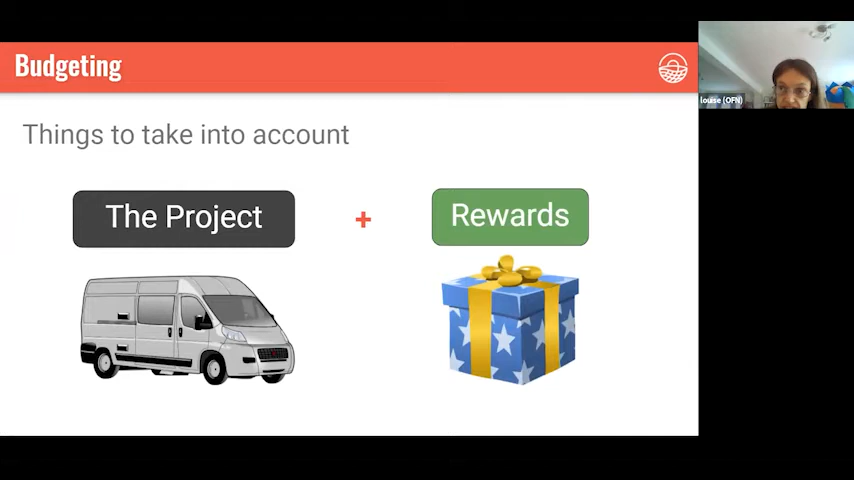 Budgeting
louise (OFN)
Things to take into account
The Project
+
Rewards